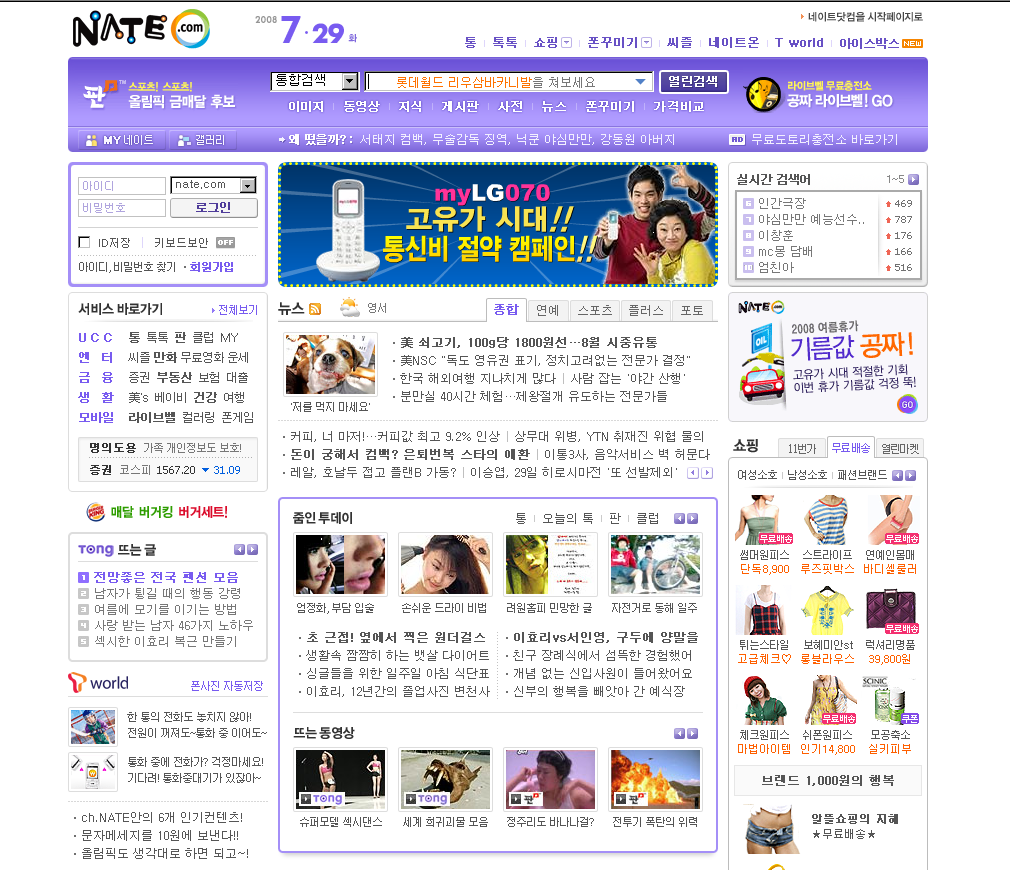 NATE.com
2008 7·29 화
네이트닷컴을 시작페이지로
통 톡톡 쇼핑 폰꾸미기 씨즐 네이트온 T world 아이스박스 NEW
판 스포츠! 스포츠!
올림픽 금메달 후보
통합검색 롯데월드 리우삼바카니발을 쳐보세요 열린검색
이미지 동영상 지식 게시판 사전 뉴스 폰꾸미기 가격비교
라이브벨 무료충전소
공짜 라이브벨! GO
MY네이트 갤러리
왜 떴을까?: 서태지 컴백, 무술감독 징역, 닉쿤 야심만만, 강동원 아버지
AD 무료도토리충전소 바로가기
아이디 nate.com
비밀번호 로그인
ID저장 키보드보안 OFF
아이디,비밀번호 찾기 · 회원가입
myLG070
고유가 시대!!
통신비 절약 캠페인!!
실시간 검색어 1~5
6 인간극장 469
7 야심만만 예능선수.. 787
8 이창훈 176
9 mc몽 담배 166
10 엄친아 516
서비스 바로가기 전체보기
U C C 통 톡톡 판 클럽 MY
엔 터 씨즐 만화 무료영화 운세
금 융 증권 부동산 보험 대출
생 활 美's 베이비 건강 여행
모바일 라이브벨 컬러링 폰게임
명의도용 가족 개인정보도 보호!
증권 코스피 1567.20 ▼ 31.09
매달 버거킹 버거세트!
뉴스 영서 종합 연예 스포츠 플러스 포토
'저를 먹지 마세요'
· 美 쇠고기, 100g당 1800원선…8월 시중유통
· 美NSC "독도 영유권 표기, 정치고려없는 전문가 결정"
· 한국 해외여행 지나치게 많다 | 사람 잡는 '야간 산행'
· 분만실 40시간 체험…제왕절개 유도하는 전문가들
· 커피, 너 마저!…커피값 최고 9.2% 인상 | 상무대 위병, YTN 취재진 위협 물의
· 돈이 궁해서 컴백? 은퇴번복 스타의 애환 | 이통3사, 음악서비스 벽 허문다
· 레알, 호날두 접고 플랜B 가동? | 이승엽, 29일 히로시마전 '또 선발제외'
NATE.com
2008 여름휴가
기름값 공짜!
고유가 시대 적절한 기회
이번 휴가 기름값 걱정 뚝!
OIL
GO
쇼핑 11번가 무료배송 열린마켓
여성소호 남성소호 패션브랜드
무료배송 무료배송
썸머원피스 스트라이프 연예인몸매
단독8,900 루즈핏박스 바디셀룰러
무료배송
튀는스타일 보헤미안st 럭셔리명품
고급체크♡ 롱블라우스 39,800원
SCINIC
무료배송 쿠폰
체크원피스 쉬폰원피스 모공축소
마법아이템 인기14,800 실키피부
브랜드 1,000원의 행복
알뜰쇼핑의 지혜
★무료배송★
Tong 뜨는 글
1 전망좋은 전국 펜션 모음
2 남자가 튕길 때의 행동 강령
3 여름에 모기를 이기는 방법
4 사랑 받는 남자 46가지 노하우
5 섹시한 이효리 복근 만들기
T world 폰사진 자동저장
한 통의 전화도 놓치지 않아!
전원이 꺼져도~통화 중 이어도~
통화 중에 전화가? 걱정마세요!
기다려! 통화중대기가 있잖아~
· ch.NATE안의 6개 인기컨텐츠!
· 문자메세지를 10원에 보낸다!!
· 올림픽도 생각대로 하면 되고~!
줌인 투데이 통 오늘의 톡 판 클럽
엄정화,부담 입술 손쉬운 드라이 비법 려원홈피 민망한 글 자전거로 통해 일주
· 초 근접! 옆에서 찍은 원더걸스
· 생활속 짬짬히 하는 뱃살 다이어트
· 싱글들을 위한 일주일 아침 식단표
· 이효리, 12년간의 졸업사진 변천사
· 이효리vs서인영, 구두에 양말을
· 친구 장례식에서 섬뜩한 경험했어
· 개념 없는 신입사원이 들어왔어요
· 신부의 행복을 빼앗아 간 예식장
뜨는 동영상
Tong Tong 판 판
슈퍼모델 섹시댄스 세계 희귀괴물 모음 정주리도 바나나걸? 전투기 폭탄의 위력